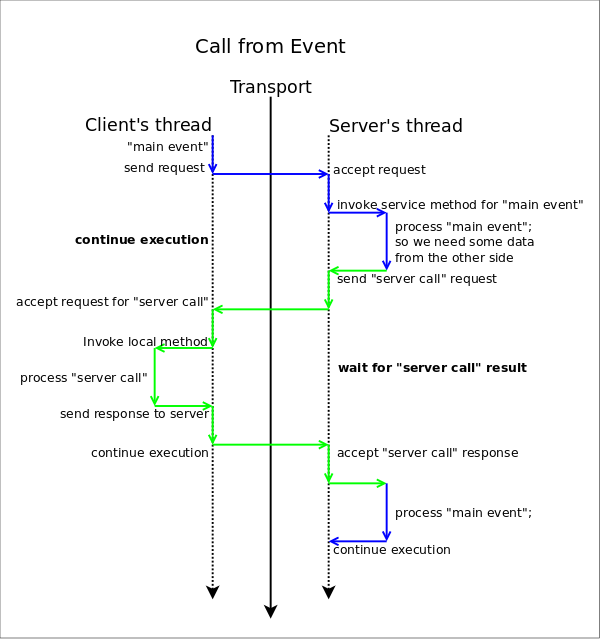 Call from Event
Transport
Client's thread
Server's thread
"main event"
send request
accept request
invoke service method for "main event"
process "main event";
so we need some data
from the other side
continue execution
send "server call" request
accept request for "server call"
Invoke local method
wait for "server call" result
process "server call"
send response to server
continue execution
accept "server call" response
process "main event";
continue execution